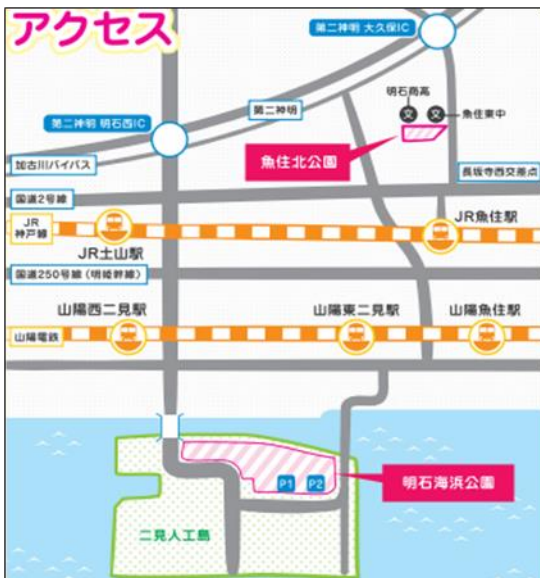 アクセス
第二神明 大久保IC
明石商高
文
文
魚住東中
第二神明
第二神明 明石西IC
魚住北公園
加古川バイパス
長坂寺西交差点
国道2号線
JR
神戸線
JR魚住駅
JR土山駅
国道250号線(明姫幹線)
山陽西二見駅
山陽東二見駅
山陽魚住駅
山陽電鉄
P1
P2
明石海浜公園
二見人工島